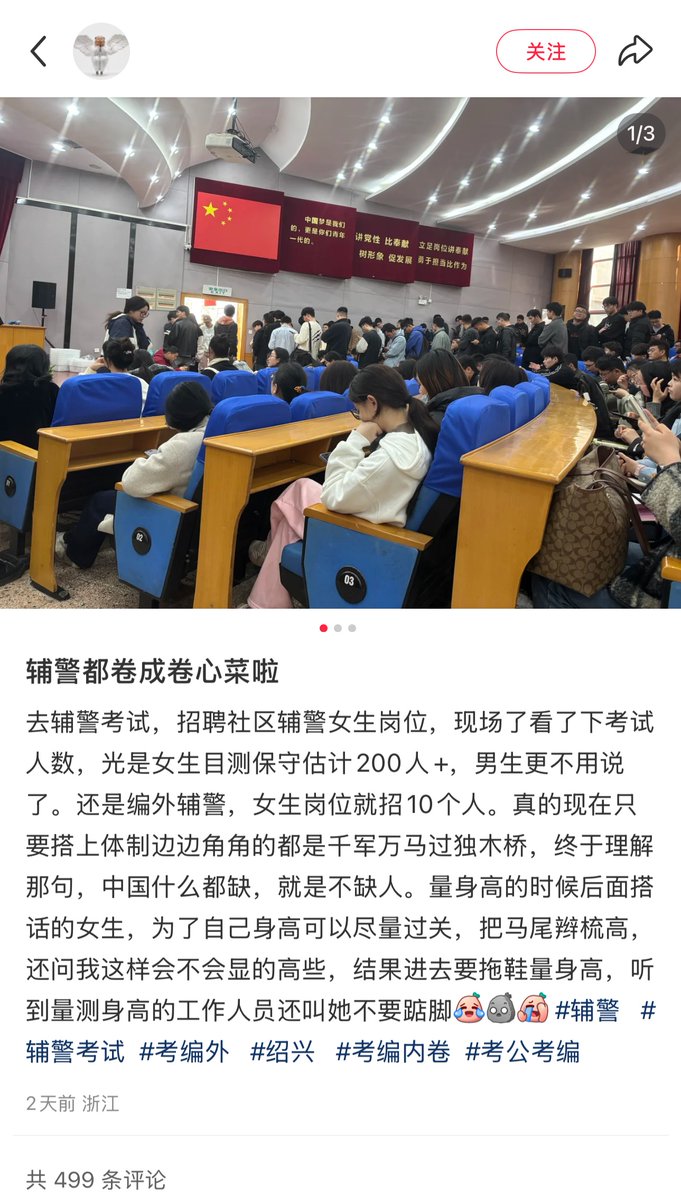 关注
1/3
中国梦是我们
的，更是你们青年
一代的。
讲党性 比奉献
树形象 促发展
立足岗位讲奉献
勇于担当比作为
02
03
辅警都卷成卷心菜啦
去辅警考试，招聘社区辅警女生岗位，现场了看了下考试
人数，光是女生目测保守估计200人+，男生更不用说
了。还是编外辅警，女生岗位就招10个人。真的现在只
要搭上体制边边角角的都是千军万马过独木桥，终于理解
那句，中国什么都缺，就是不缺人。量身高的时候后面搭
话的女生，为了自己身高可以尽量过关，把马尾辫梳高，
还问我这样会不会显的高些，结果进去要拖鞋量身高，听
到量测身高的工作人员还叫她不要踮脚 #辅警 #
辅警考试 #考编外 #绍兴 #考编内卷 #考公考编
2天前 浙江
共 499 条评论